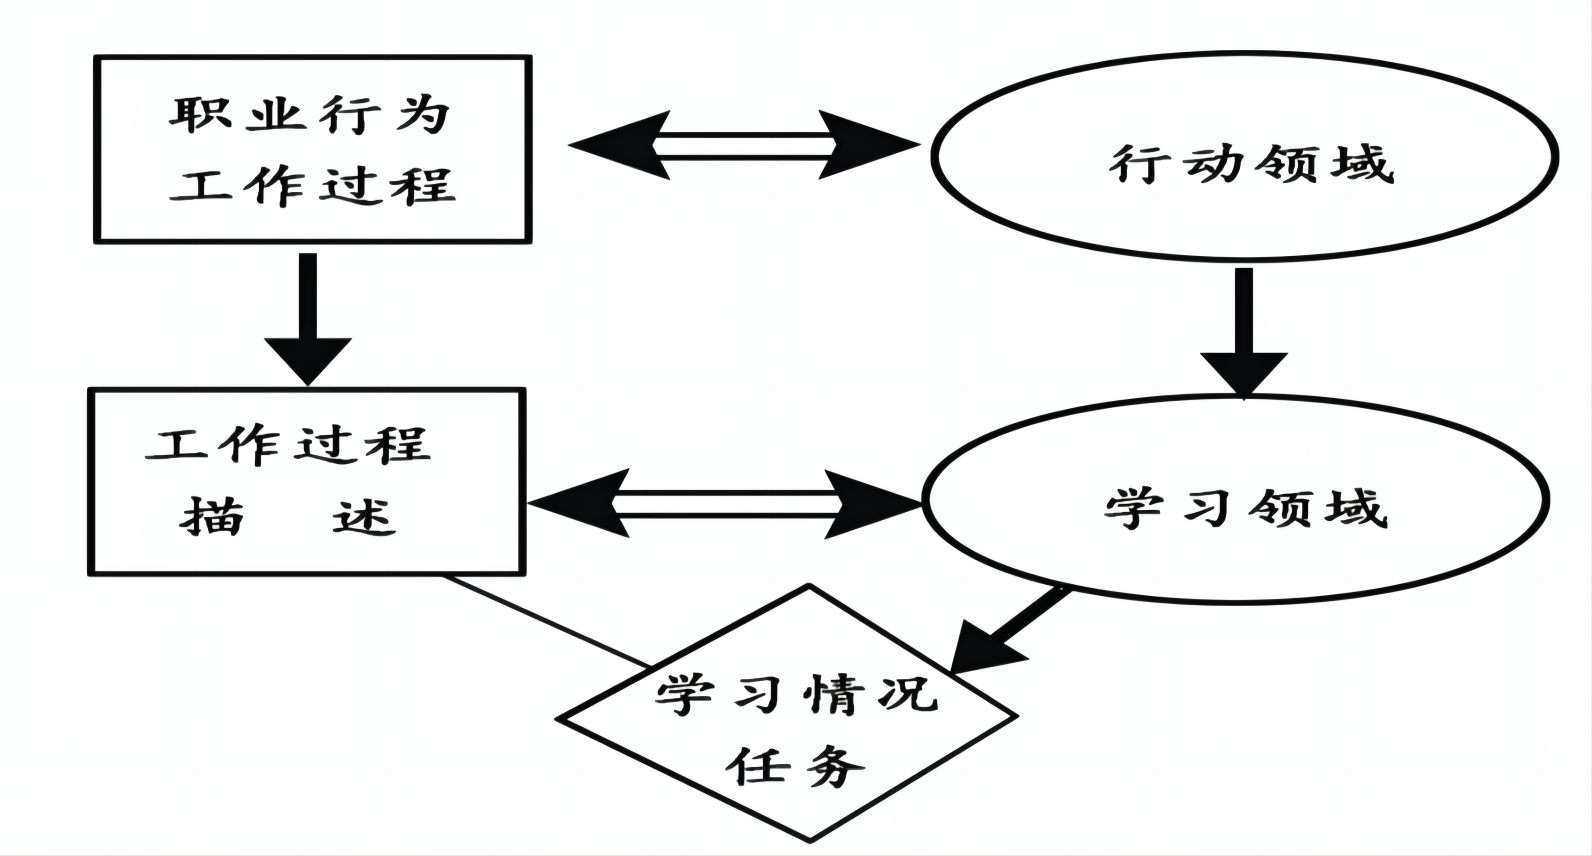 职业行为
工作过程
行动领域
工作过程
描 述
学习领域
学习情况
任务